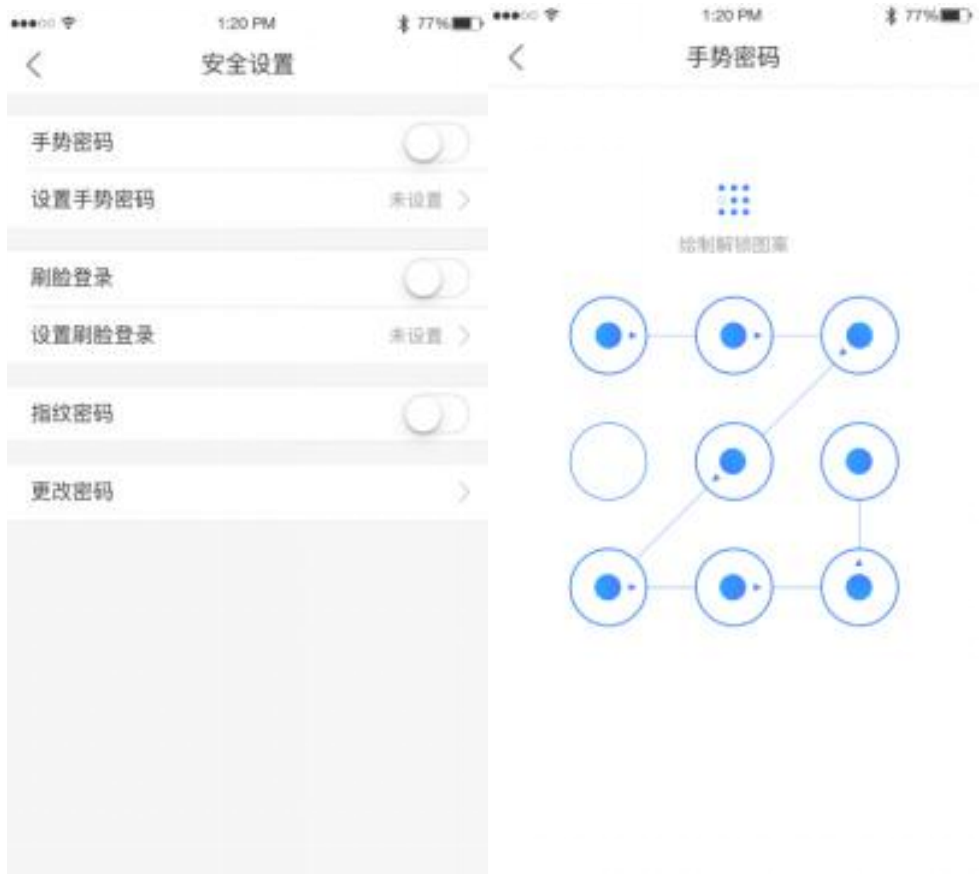 1:20 PM
77%
安全设置
手势密码
设置手势密码
未设置
刷脸登录
设置刷脸登录
未设置
指纹密码
更改密码
1:20 PM
77%
手势密码
绘制解锁图案